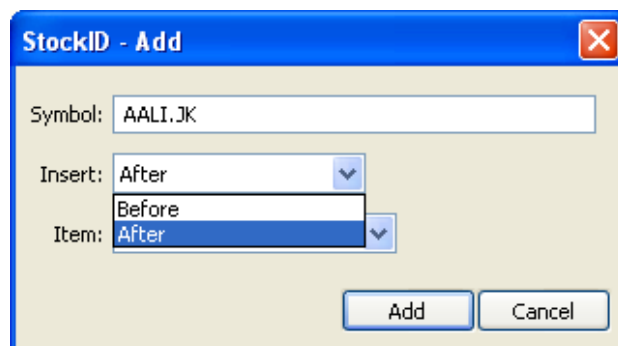 StockID - Add
Symbol: AALI.JK
Insert: After
Before
Item: After
Add Cancel